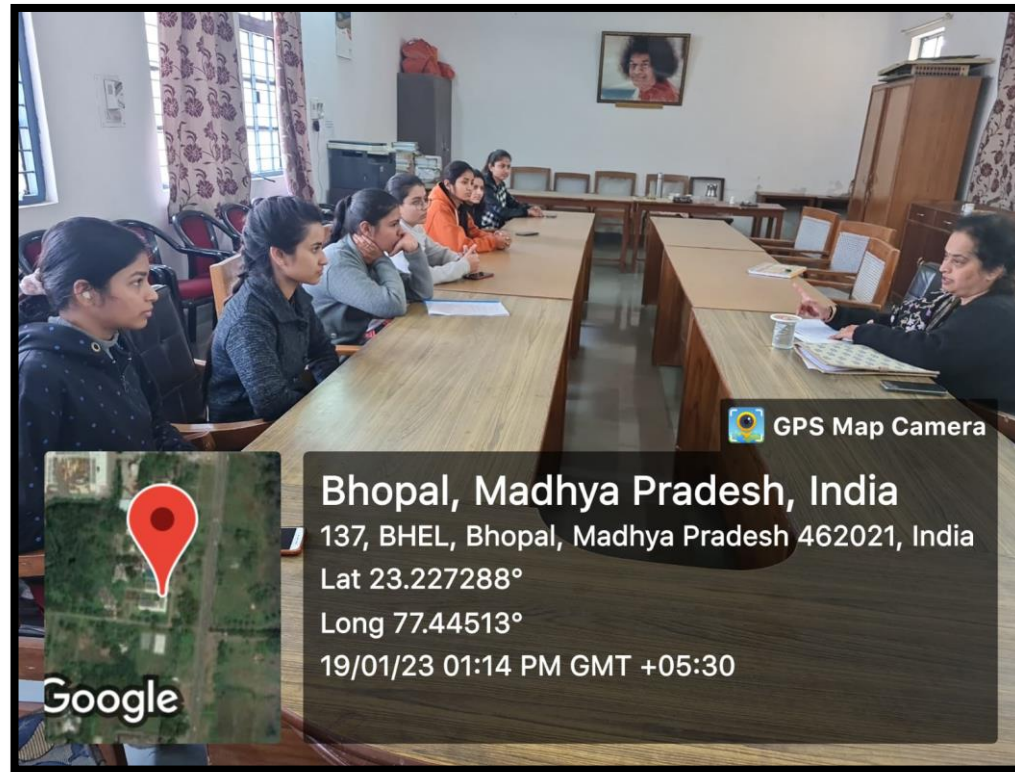 GPS Map Camera
Bhopal, Madhya Pradesh, India
137, BHEL, Bhopal, Madhya Pradesh 462021, India
Lat 23.227288°
Long 77.44513°
19/01/23 01:14 PM GMT +05:30
Google